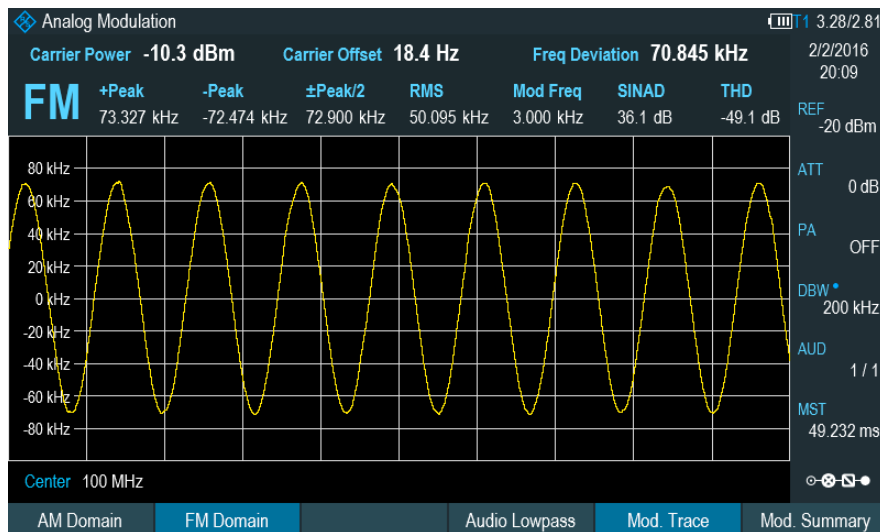 Analog Modulation T1 3.28/2.81
Carrier Power -10.3 dBm Carrier Offset 18.4 Hz Freq Deviation 70.845 kHz
2/2/2016
20:09
FM
+Peak -Peak ±Peak/2 RMS Mod Freq SINAD THD
73.327 kHz -72.474 kHz 72.900 kHz 50.095 kHz 3.000 kHz 36.1 dB -49.1 dB
REF
-20 dBm
ATT
0 dB
PA
OFF
DBW
200 kHz
AUD
1 / 1
MST
49.232 ms
80 kHz
60 kHz
40 kHz
20 kHz
0 kHz
-20 kHz
-40 kHz
-60 kHz
-80 kHz
Center 100 MHz
AM Domain FM Domain Audio Lowpass Mod. Trace Mod. Summary